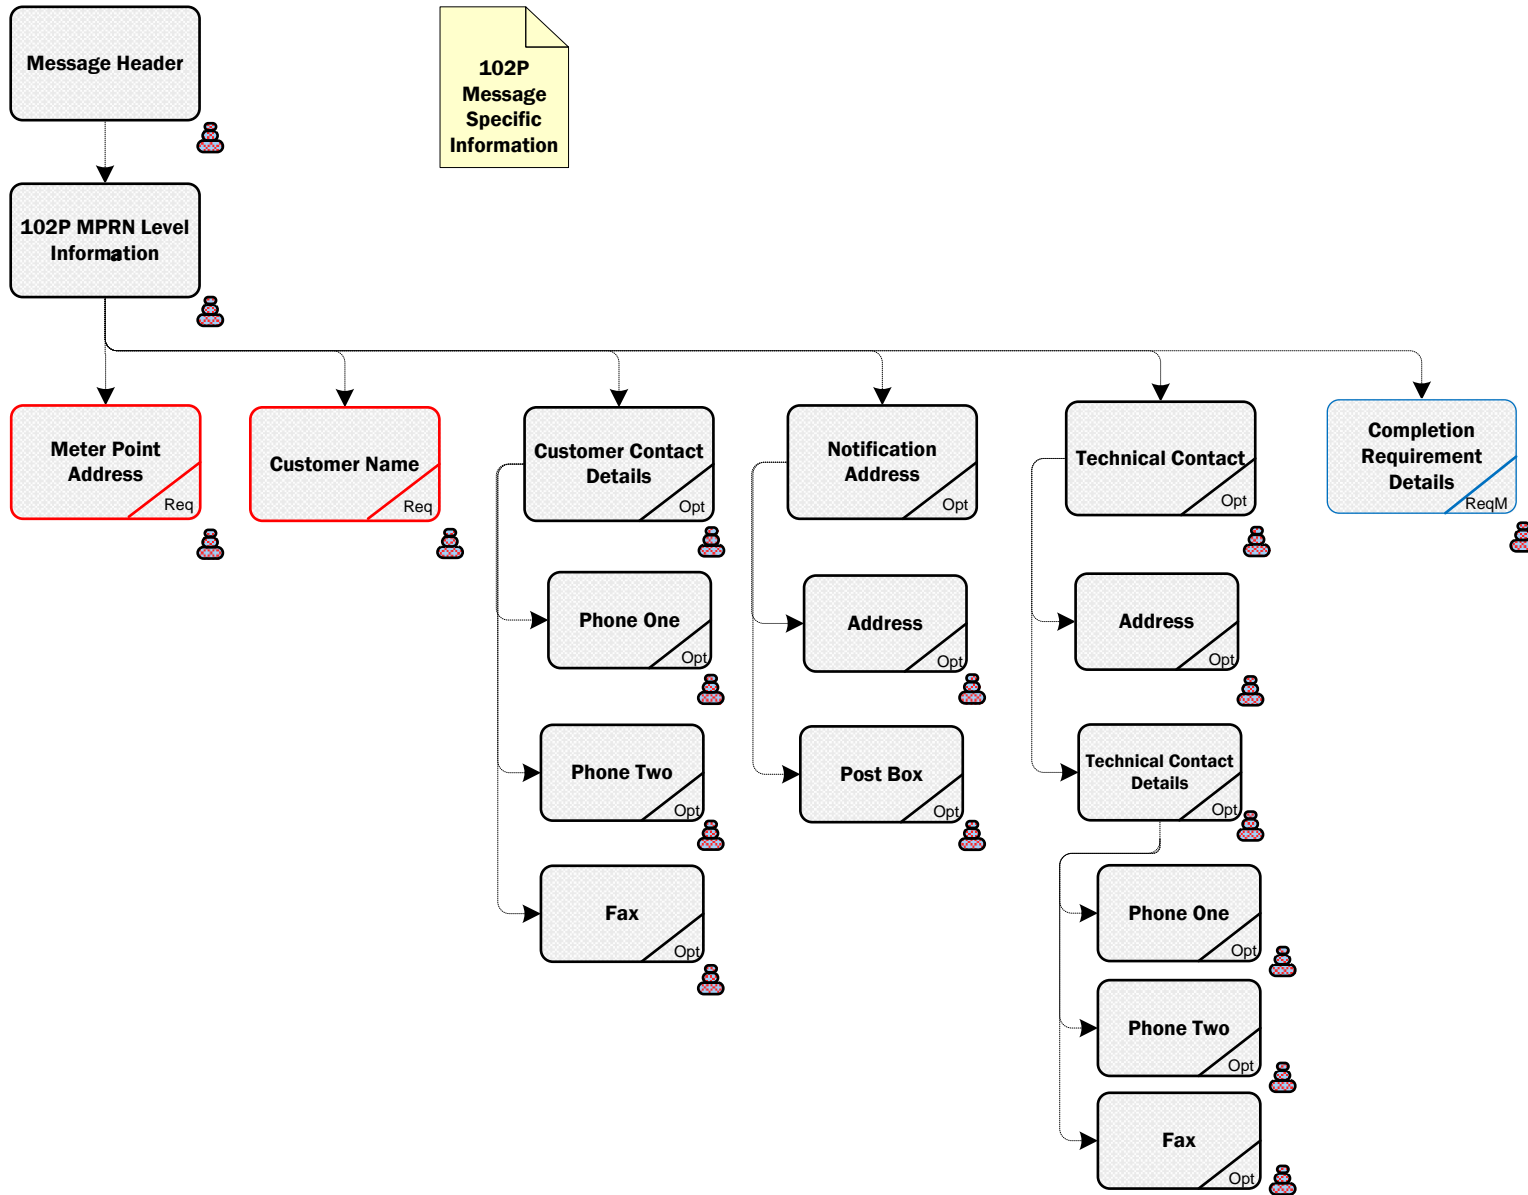 Message Header
102P
Message
Specific
Information
102P MPRN Level
Information
Meter Point
Address
Req
Customer Name
Req
Customer Contact
Details
Opt
Notification
Address
Opt
Technical Contact
Opt
Completion
Requirement
Details
ReqM
Phone One
Opt
Address
Opt
Address
Opt
Phone Two
Opt
Post Box
Opt
Technical Contact
Details
Opt
Fax
Opt
Phone One
Opt
Phone Two
Opt
Fax
Opt